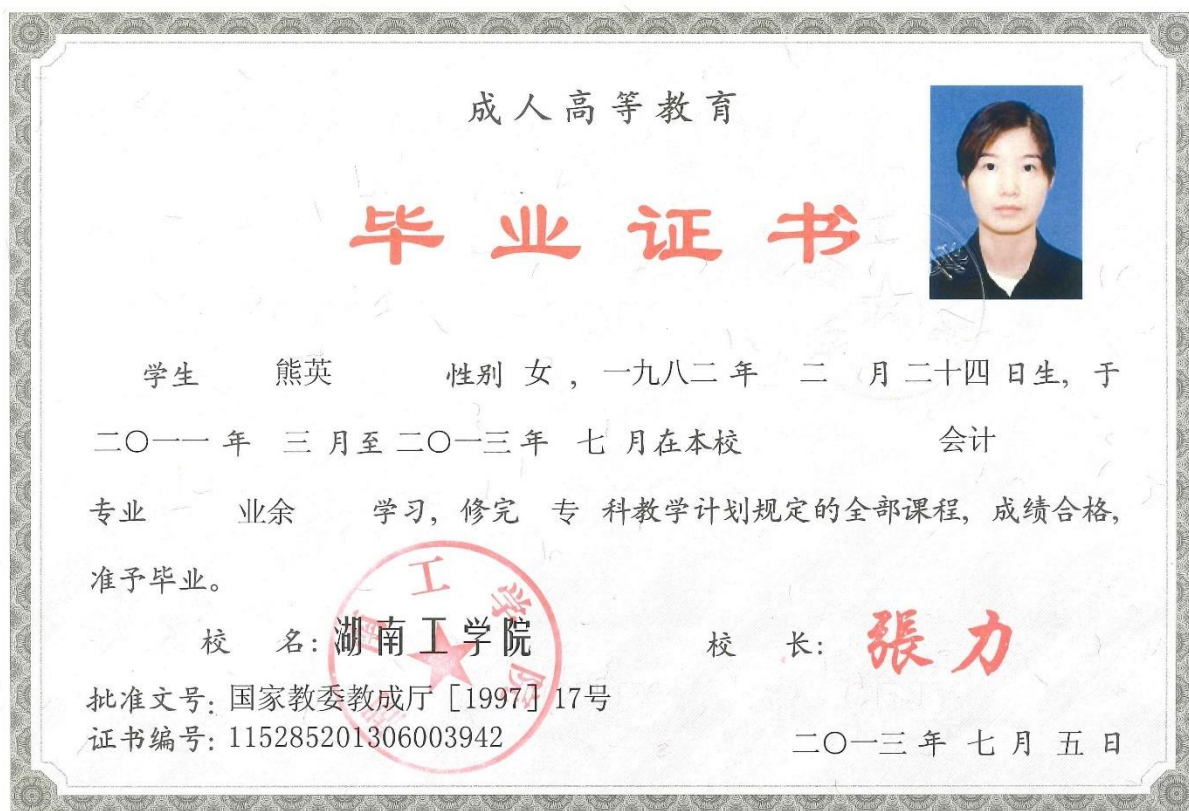 成人高等教育
毕业证书
学生 熊英 性别 女 , 一九八二 年 二 月 二十四 日生, 于
二〇一一 年 三 月至 二〇一三 年 七 月在本校 会计
专业 业余 学习, 修完 专 科教学计划规定的全部课程, 成绩合格,
准予毕业。
校 名: 湖南工学院 校 长: 張力
湖南工学院
批准文号: 国家教委教成厅 [1997] 17号
证书编号: 115285201306003942
二〇一三 年 七 月 五 日